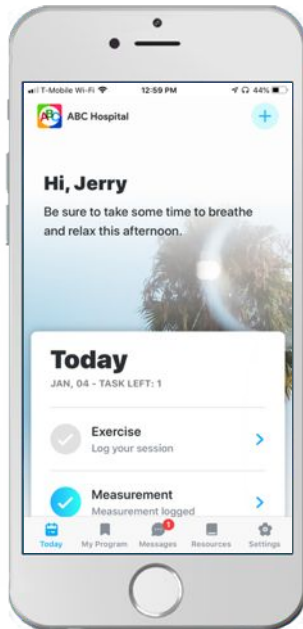 T-Mobile Wi-Fi 12:59 PM 44%
ABC ABC Hospital
Hi, Jerry
Be sure to take some time to breathe
and relax this afternoon.
Today
JAN, 04 - TASK LEFT: 1
Exercise
Log your session
Measurement
Measurement logged
1
Today My Program Messages Resources Settings